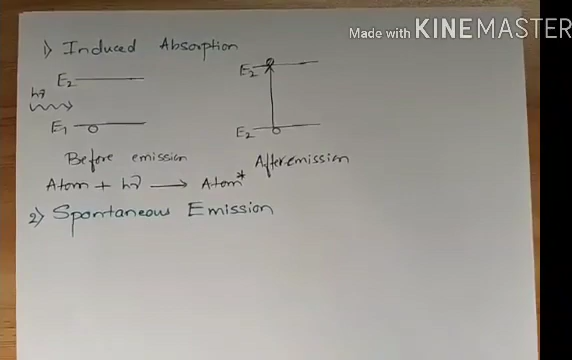 Made with KINEMASTER
1) Induced Absorption
E2
E2
hν
E1
E2
Before emission
After emission
Atom + hν → Atom*
2) Spontaneous Emission